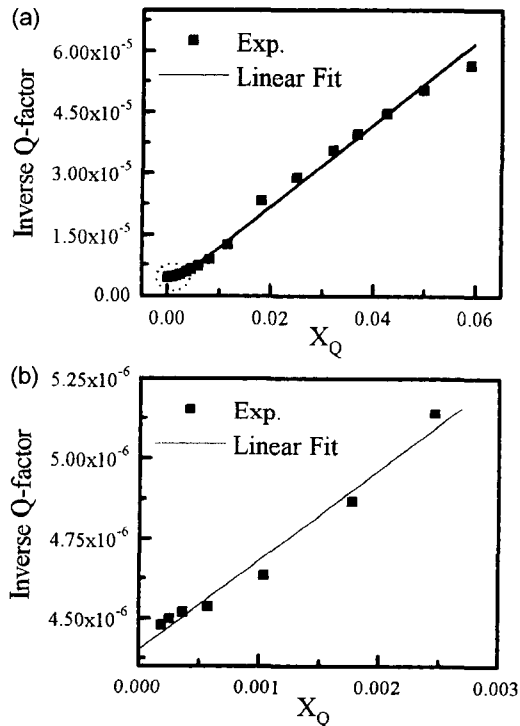 (a)
6.00x10⁻⁵
4.50x10⁻⁵
3.00x10⁻⁵
1.50x10⁻⁵
0.00
Inverse Q-factor
Exp.
Linear Fit
0.00 0.02 0.04 0.06
X_Q
(b)
5.25x10⁻⁶
5.00x10⁻⁶
4.75x10⁻⁶
4.50x10⁻⁶
Inverse Q-factor
Exp.
Linear Fit
0.000 0.001 0.002 0.003
X_Q